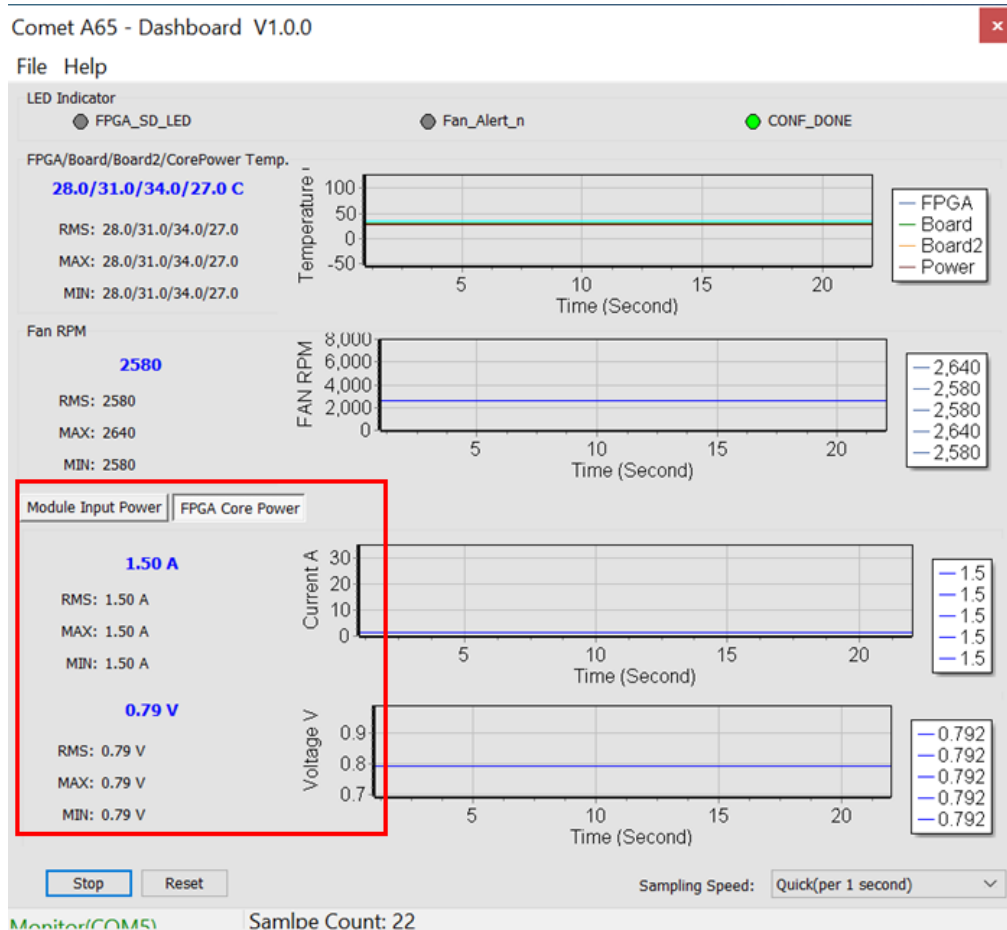 Comet A65 - Dashboard V1.0.0
×
File Help
LED Indicator
FPGA_SD_LED Fan_Alert_n CONF_DONE
FPGA/Board/Board2/CorePower Temp.
28.0/31.0/34.0/27.0 C
RMS: 28.0/31.0/34.0/27.0
MAX: 28.0/31.0/34.0/27.0
MIN: 28.0/31.0/34.0/27.0
Temperature
100
50
0
-50
5 10 15 20
Time (Second)
FPGA
Board
Board2
Power
Fan RPM
2580
RMS: 2580
MAX: 2640
MIN: 2580
FAN RPM
8,000
6,000
4,000
2,000
0
5 10 15 20
Time (Second)
2,640
2,580
2,580
2,640
2,580
Module Input Power FPGA Core Power
1.50 A
RMS: 1.50 A
MAX: 1.50 A
MIN: 1.50 A
Current A
30
20
10
0
5 10 15 20
Time (Second)
1.5
1.5
1.5
1.5
1.5
0.79 V
RMS: 0.79 V
MAX: 0.79 V
MIN: 0.79 V
Voltage V
0.9
0.8
0.7
5 10 15 20
Time (Second)
0.792
0.792
0.792
0.792
0.792
Stop Reset Sampling Speed: Quick(per 1 second)
Monitor(COM5) Samlpe Count: 22